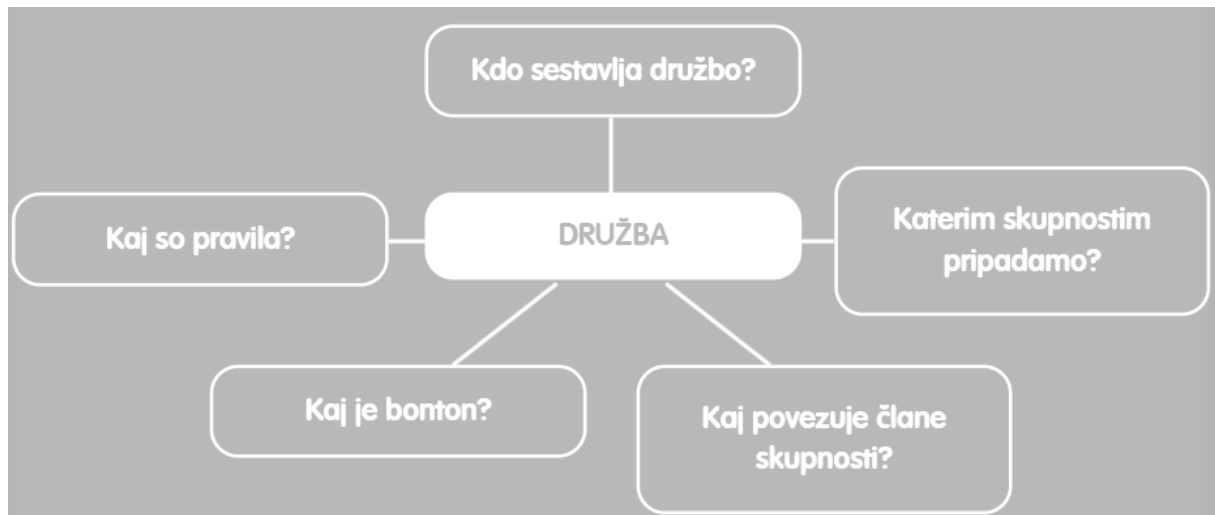 Kdo sestavlja družbo?
Kaj so pravila?
DRUŽBA
Katerim skupnostim
pripadamo?
Kaj je bonton?
Kaj povezuje člane
skupnosti?